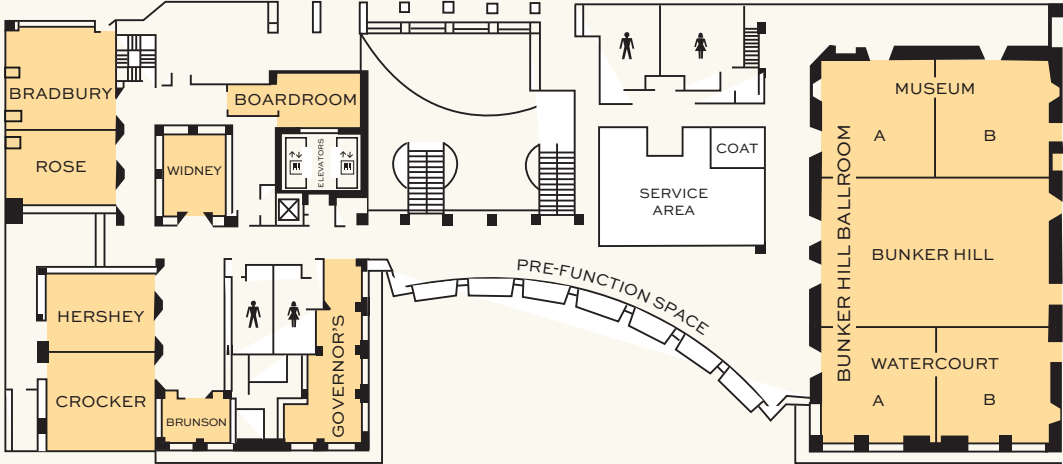 BRADBURY
BOARDROOM
ROSE
WIDNEY
ELEVATORS
COAT
SERVICE
AREA
MUSEUM
A
B
BUNKER HILL BALLROOM
BUNKER HILL
PRE-FUNCTION SPACE
HERSHEY
GOVERNOR'S
WATERCOURT
A
B
CROCKER
BRUNSON